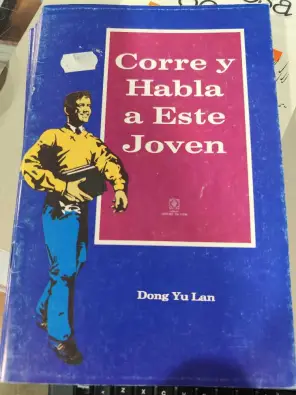 Corre y
Habla
a Este
Joven
Dong Yu Lan